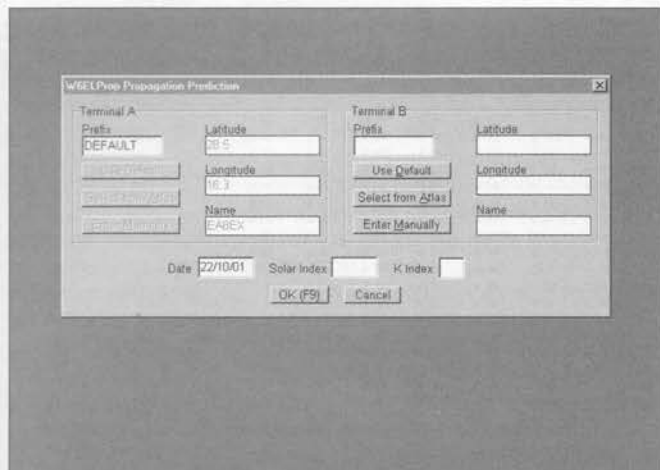 W6ELProp Propagation Prediction
Terminal A
Prefix
DEFAULT
Latitude
28.5
Longitude
16.3
Name
EA8EX
Terminal B
Prefix
Use Default
Select from Atlas
Enter Manually
Latitude
Longitude
Name
Date 22/10/01 Solar Index K Index
OK (F9) Cancel